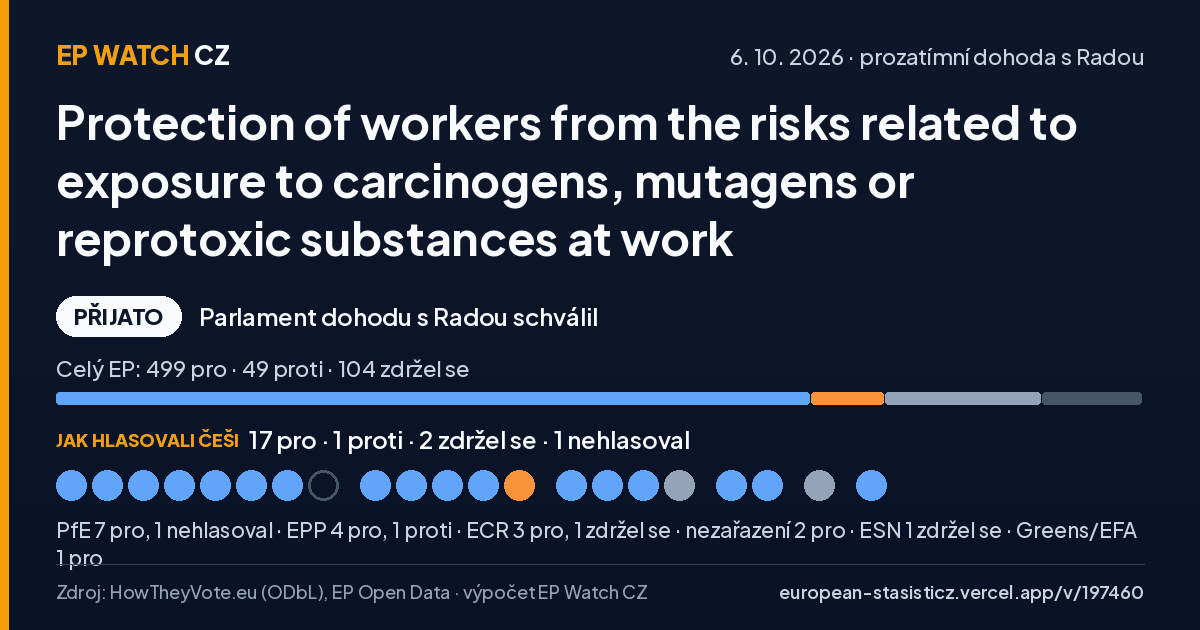 EP WATCH CZ
6. 10. 2026 · prozatímní dohoda s Radou
Protection of workers from the risks related to
exposure to carcinogens, mutagens or
reprotoxic substances at work
PŘIJATO
Parlament dohodu s Radou schválil
Celý EP: 499 pro · 49 proti · 104 zdržel se
JAK HLASOVALI ČEŠI 17 pro · 1 proti · 2 zdržel se · 1 nehlasoval
PfE 7 pro, 1 nehlasoval · EPP 4 pro, 1 proti · ECR 3 pro, 1 zdržel se · nezařazení 2 pro · ESN 1 zdržel se · Greens/EFA
1 pro
Zdroj: HowTheyVote.eu (ODbL), EP Open Data · výpočet EP Watch CZ
european-stasisticz.vercel.app/v/197460